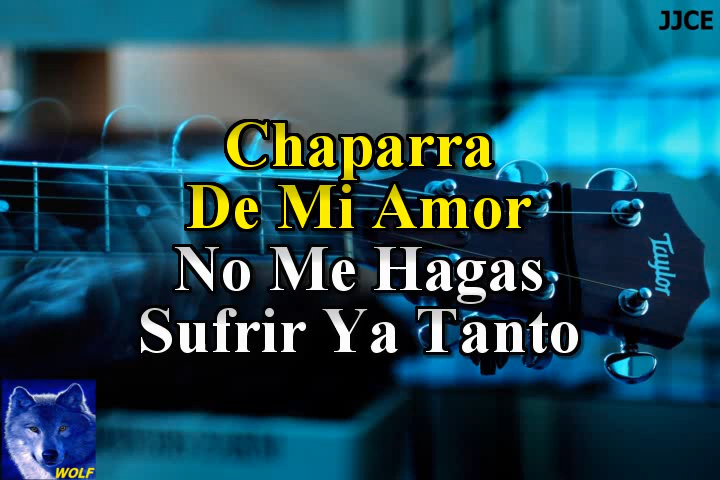 JJCE
Chaparra
De Mi Amor
No Me Hagas
Sufrir Ya Tanto
Taylor
WOLF